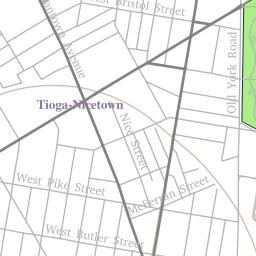 West Bristol Street
Old York Road
Tioga-Nicetown
Nice Street
West Pike Street
McFerran Street
West Butler Street